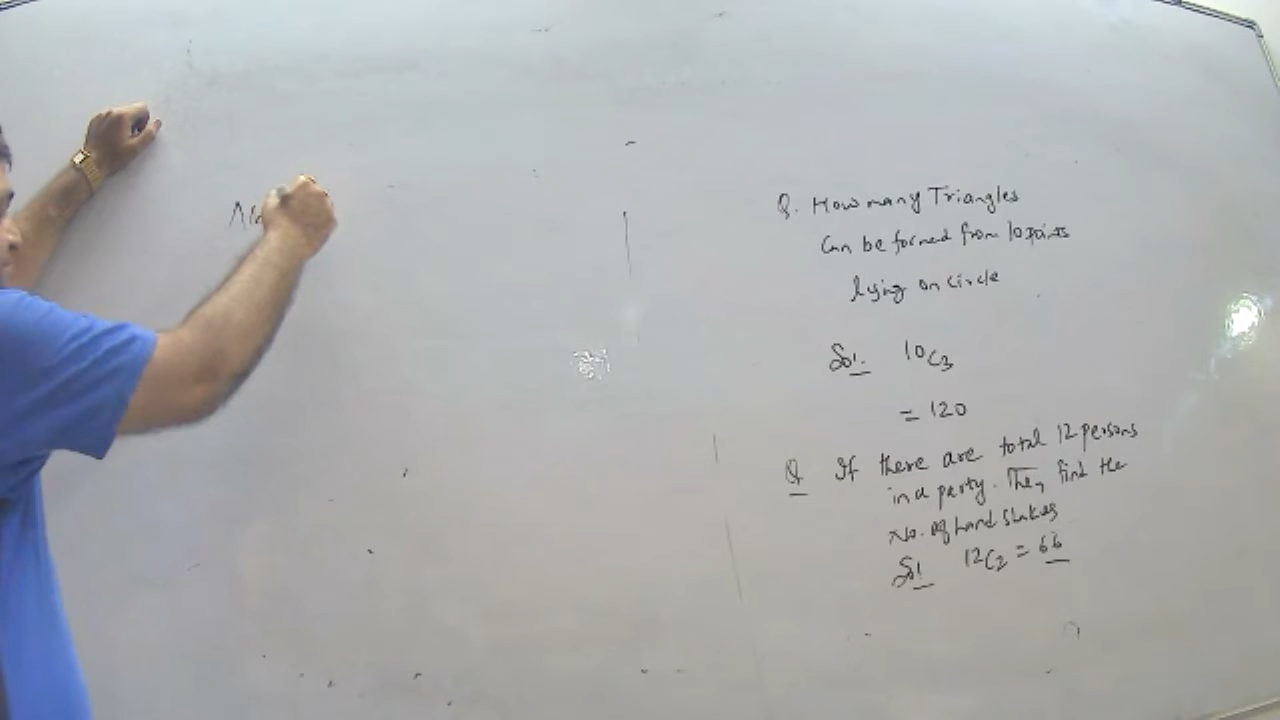 Q. How many Triangles
Can be formed from 10 points
lying on circle
Sol. 10C3
= 120
Q If there are total 12 persons
in a party. Then find the
No. of hand shakes
Sol 12C2 = 66